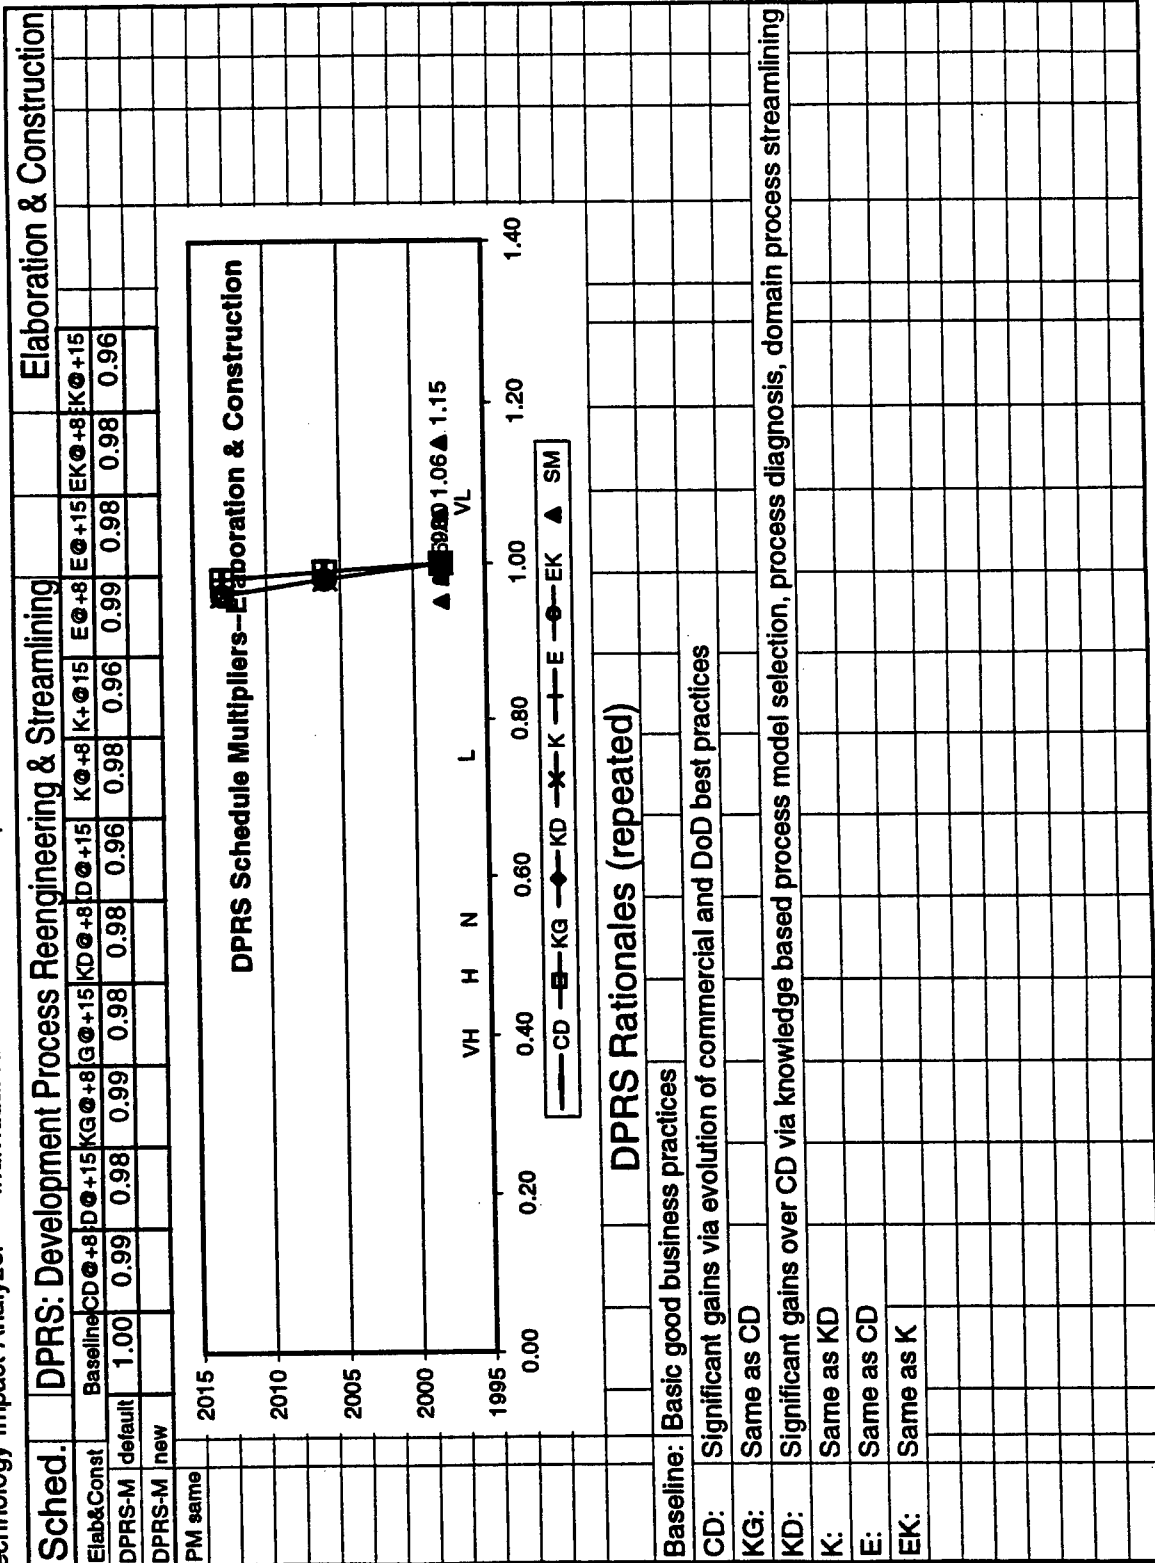 Sched. DPRS: Development Process Reengineering & Streamlining Elaboration & Construction
Elab&Const Baseline CD@+8 D@+15 KG@+8 G@+15 KD@+8 KD@+15 K@+8 K+@15 E@+8 E@+15 EK@+8 EK@+15
DPRS-M default 1.00 0.99 0.98 0.99 0.98 0.98 0.96 0.98 0.96 0.99 0.98 0.98 0.96
DPRS-M new
PM same
DPRS Schedule Multipliers--Elaboration & Construction
2015
2010
2005
2000
1995
1.06 1.15
VH H N L VL
0.00 0.20 0.40 0.60 0.80 1.00 1.20 1.40
CD KG KD K E EK SM
DPRS Rationales (repeated)
Baseline: Basic good business practices
CD: Significant gains via evolution of commercial and DoD best practices
KG: Same as CD
KD: Significant gains over CD via knowledge based process model selection, process diagnosis, domain process streamlining
K: Same as KD
E: Same as CD
EK: Same as K